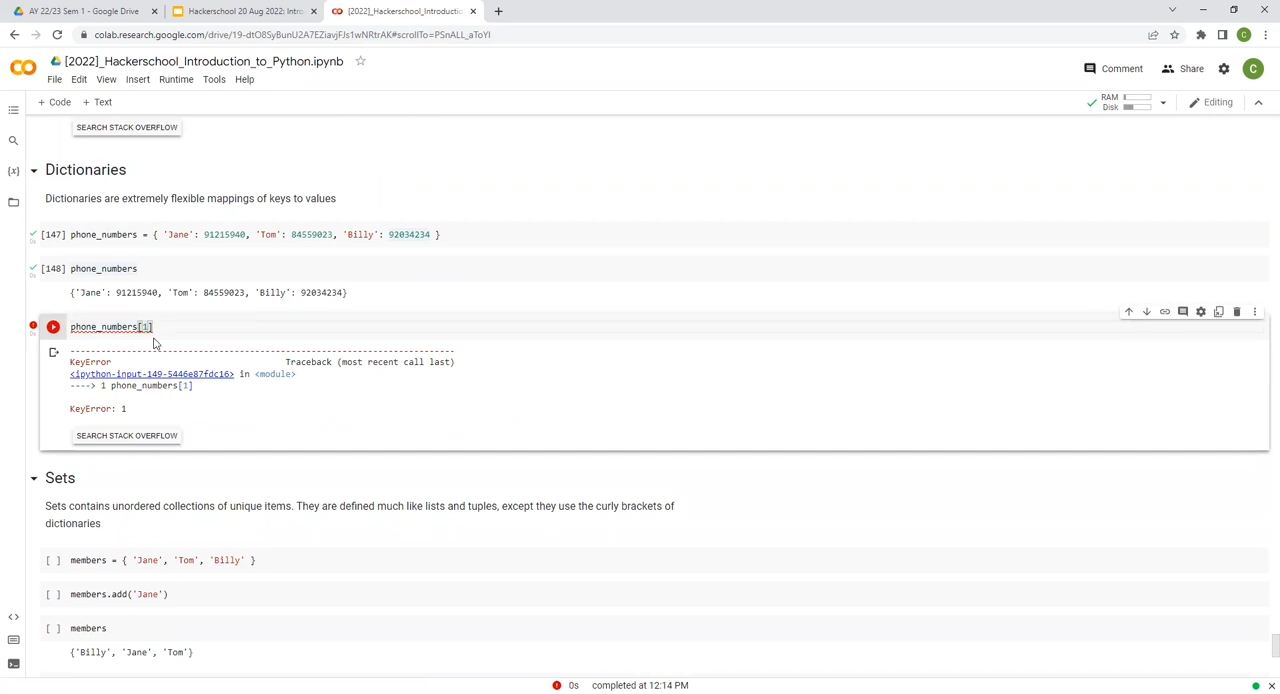 AY 22/23 Sem 1 - Google Drive
Hackerschool 20 Aug 2022: Intro
[2022]_Hackerschool_Introductio
colab.research.google.com/drive/19-dtO8SyBunU2A7EZiavjFJs1wNRtrAK#scrollTo=PSnALL_aToYI
[2022]_Hackerschool_Introduction_to_Python.ipynb
Comment
Share
C
File Edit View Insert Runtime Tools Help
+ Code + Text
RAM
Disk
Editing
SEARCH STACK OVERFLOW
Dictionaries
Dictionaries are extremely flexible mappings of keys to values
[147] phone_numbers = { 'Jane': 91215940, 'Tom': 84559023, 'Billy': 92034234 }
0s
[148] phone_numbers
0s
{'Jane': 91215940, 'Tom': 84559023, 'Billy': 92034234}
phone_numbers[1]
0s
---------------------------------------------------------------------------
KeyError Traceback (most recent call last)
<ipython-input-149-5446e87fdc16> in <module>
----> 1 phone_numbers[1]
KeyError: 1
SEARCH STACK OVERFLOW
Sets
Sets contains unordered collections of unique items. They are defined much like lists and tuples, except they use the curly brackets of
dictionaries
[ ] members = { 'Jane', 'Tom', 'Billy' }
[ ] members.add('Jane')
[ ] members
{'Billy', 'Jane', 'Tom'}
0s completed at 12:14 PM